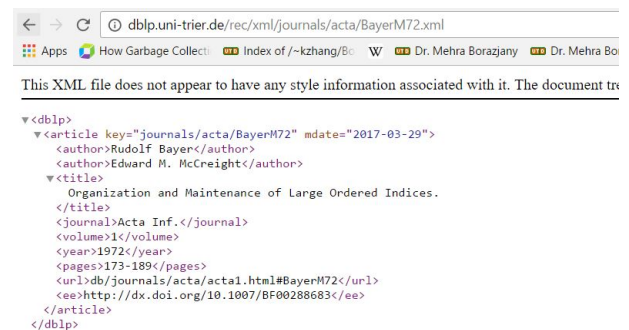 dblp.uni-trier.de/rec/xml/journals/acta/BayerM72.xml
Apps How Garbage Collecti UTD Index of /~kzhang/Bo W UTD Dr. Mehra Borazjany UTD Dr. Mehra Bor
This XML file does not appear to have any style information associated with it. The document tre
▼<dblp>
▼<article key="journals/acta/BayerM72" mdate="2017-03-29">
<author>Rudolf Bayer</author>
<author>Edward M. McCreight</author>
▼<title>
Organization and Maintenance of Large Ordered Indices.
</title>
<journal>Acta Inf.</journal>
<volume>1</volume>
<year>1972</year>
<pages>173-189</pages>
<url>db/journals/acta/acta1.html#BayerM72</url>
<ee>http://dx.doi.org/10.1007/BF00288683</ee>
</article>
</dblp>